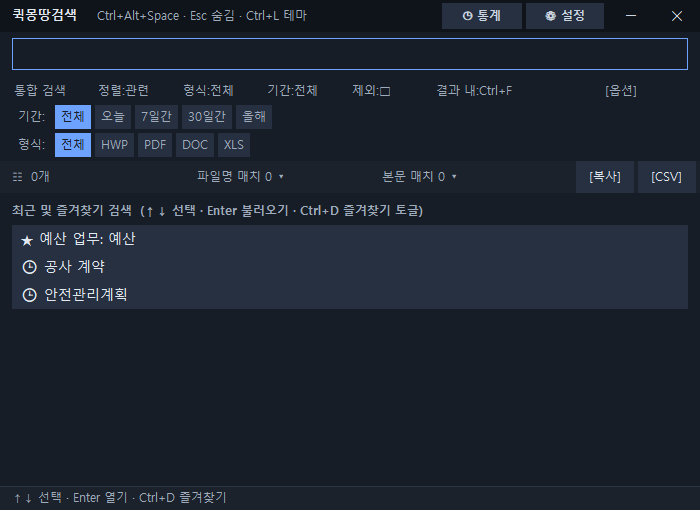 퀵몽땅검색 Ctrl+Alt+Space · Esc 숨김 · Ctrl+L 테마 통계 설정
통합 검색 정렬:관련 형식:전체 기간:전체 제외:□ 결과 내:Ctrl+F [옵션]
기간: 전체 오늘 7일간 30일간 올해
형식: 전체 HWP PDF DOC XLS
0개 파일명 매치 0 ▾ 본문 매치 0 ▾ [복사] [CSV]
최근 및 즐겨찾기 검색 (↑↓ 선택 · Enter 불러오기 · Ctrl+D 즐겨찾기 토글)
★ 예산 업무: 예산
공사 계약
안전관리계획
↑↓ 선택 · Enter 열기 · Ctrl+D 즐겨찾기